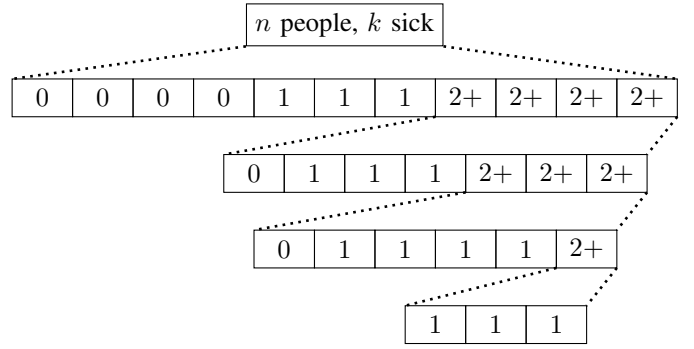 n people, k sick
0 0 0 0 1 1 1 2+ 2+ 2+ 2+
0 1 1 1 2+ 2+ 2+
0 1 1 1 1 2+
1 1 1